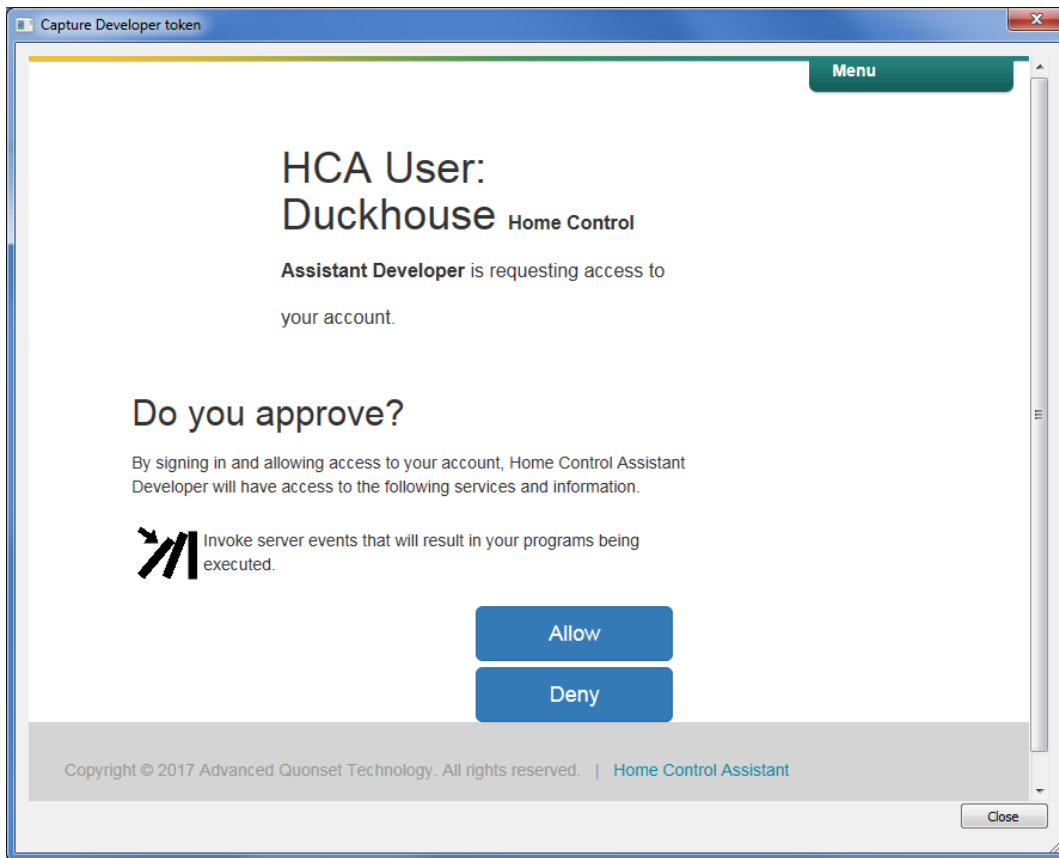 Capture Developer token
Menu
HCA User:
Duckhouse Home Control
Assistant Developer is requesting access to
your account.
Do you approve?
By signing in and allowing access to your account, Home Control Assistant
Developer will have access to the following services and information.
Invoke server events that will result in your programs being
executed.
Allow
Deny
Copyright © 2017 Advanced Quonset Technology. All rights reserved. | Home Control Assistant
Close